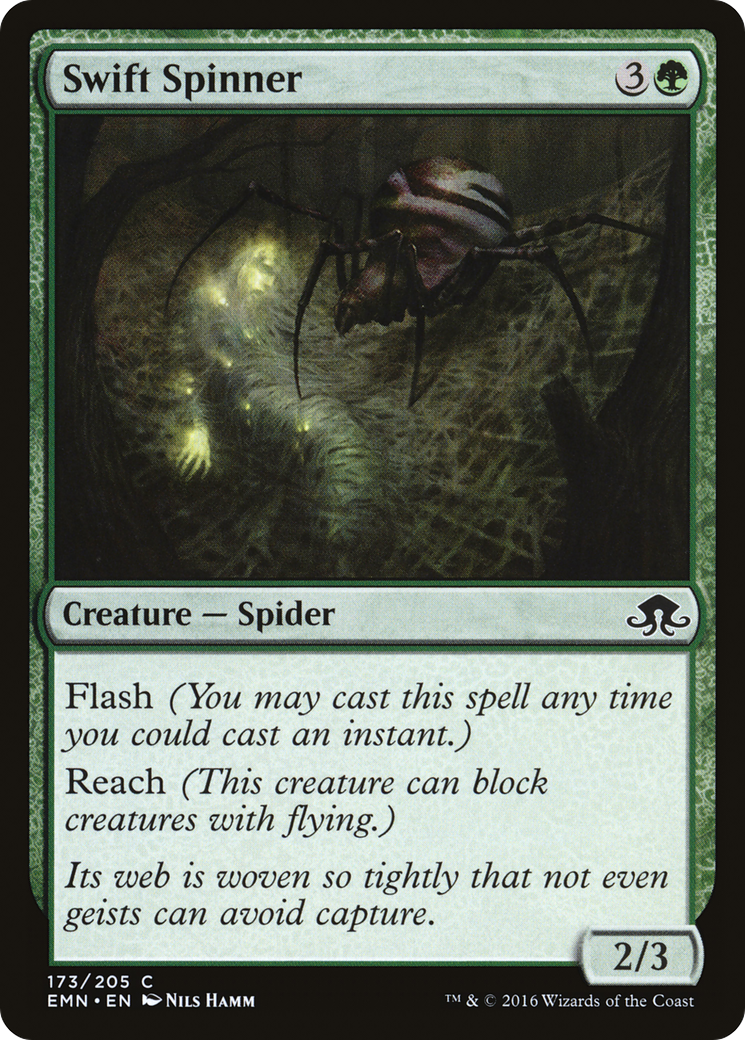 Swift Spinner 3
Creature — Spider
Flash (You may cast this spell any time
you could cast an instant.)
Reach (This creature can block
creatures with flying.)
Its web is woven so tightly that not even
geists can avoid capture.
2/3
173/205 C
EMN • EN Nils Hamm
™ & © 2016 Wizards of the Coast